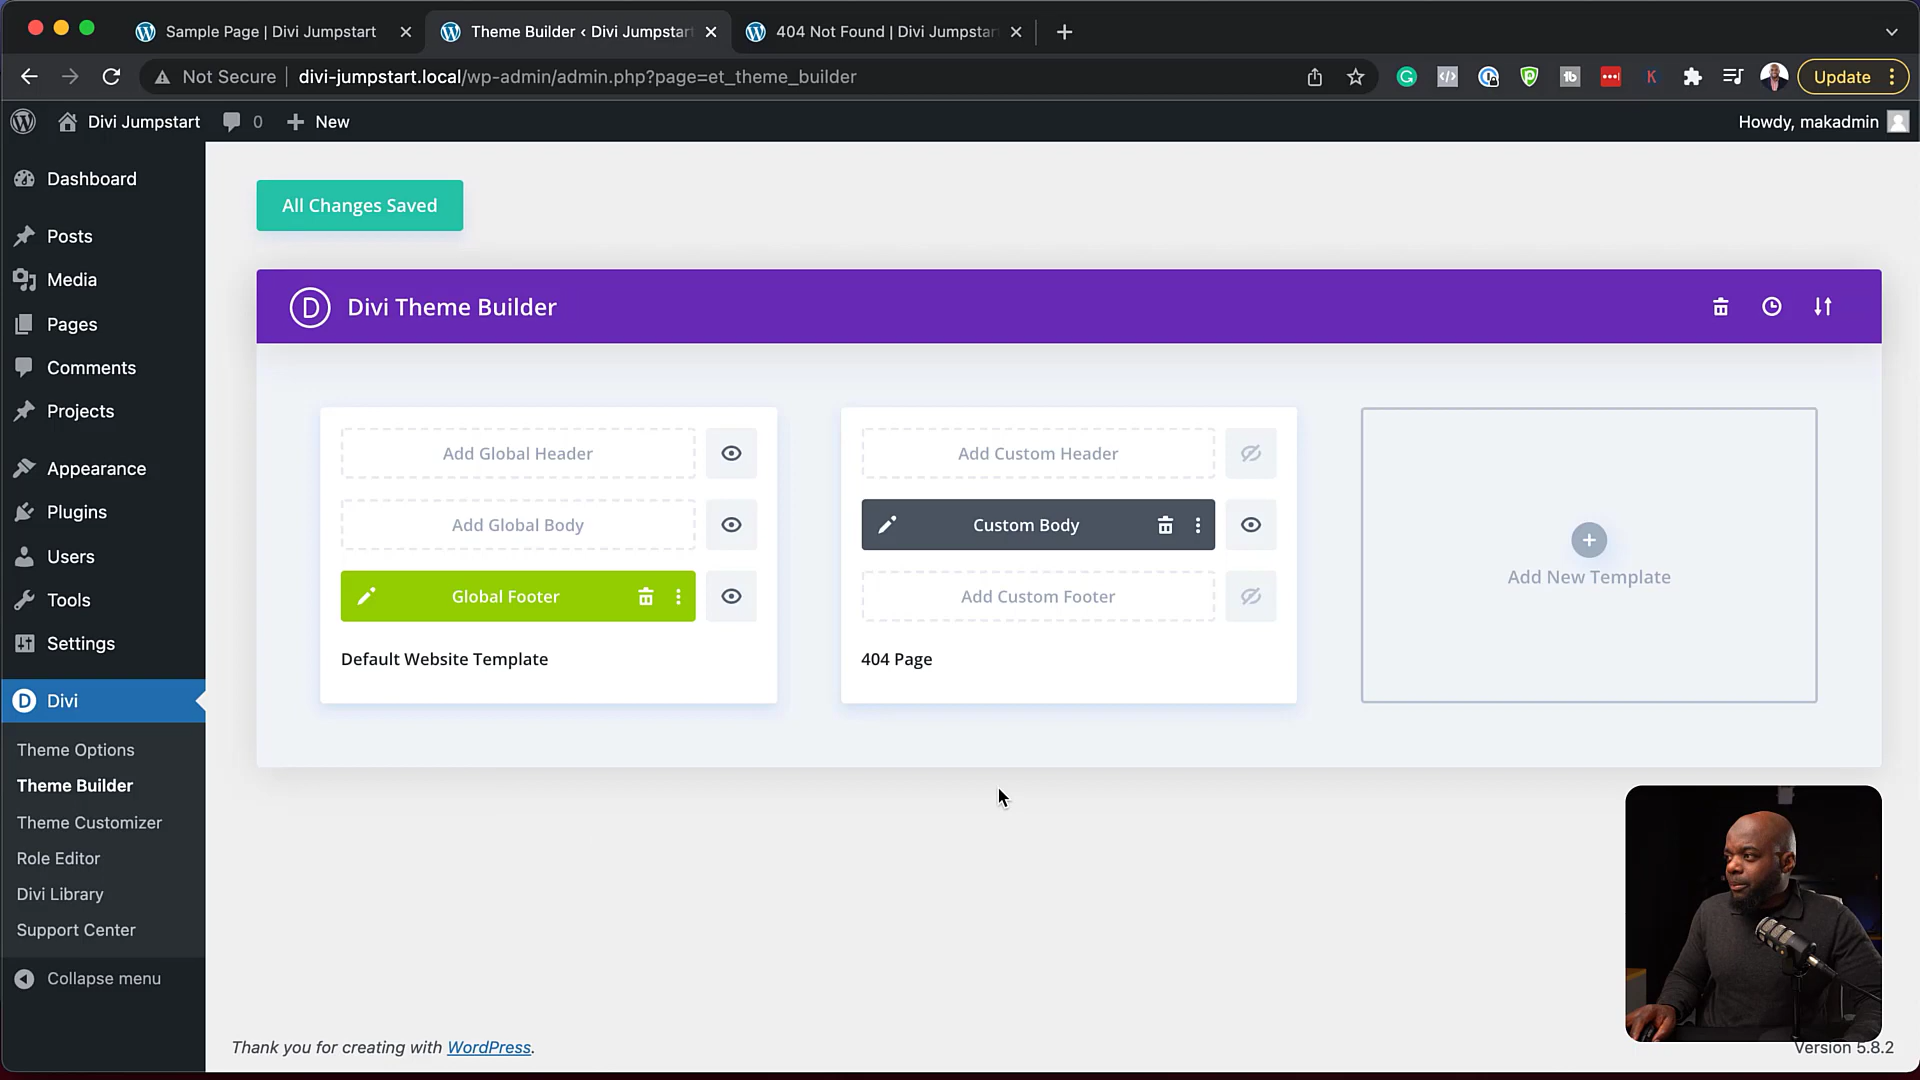 Sample Page | Divi Jumpstart
Theme Builder ‹ Divi Jumpstart
404 Not Found | Divi Jumpstart
Not Secure
divi-jumpstart.local/wp-admin/admin.php?page=et_theme_builder
Update
Divi Jumpstart
0
New
Howdy, makadmin
Dashboard
Posts
Media
Pages
Comments
Projects
Appearance
Plugins
Users
Tools
Settings
Divi
Theme Options
Theme Builder
Theme Customizer
Role Editor
Divi Library
Support Center
Collapse menu
All Changes Saved
D
Divi Theme Builder
Add Global Header
Add Global Body
Global Footer
Default Website Template
Add Custom Header
Custom Body
Add Custom Footer
404 Page
Add New Template
Thank you for creating with WordPress.
Version 5.8.2